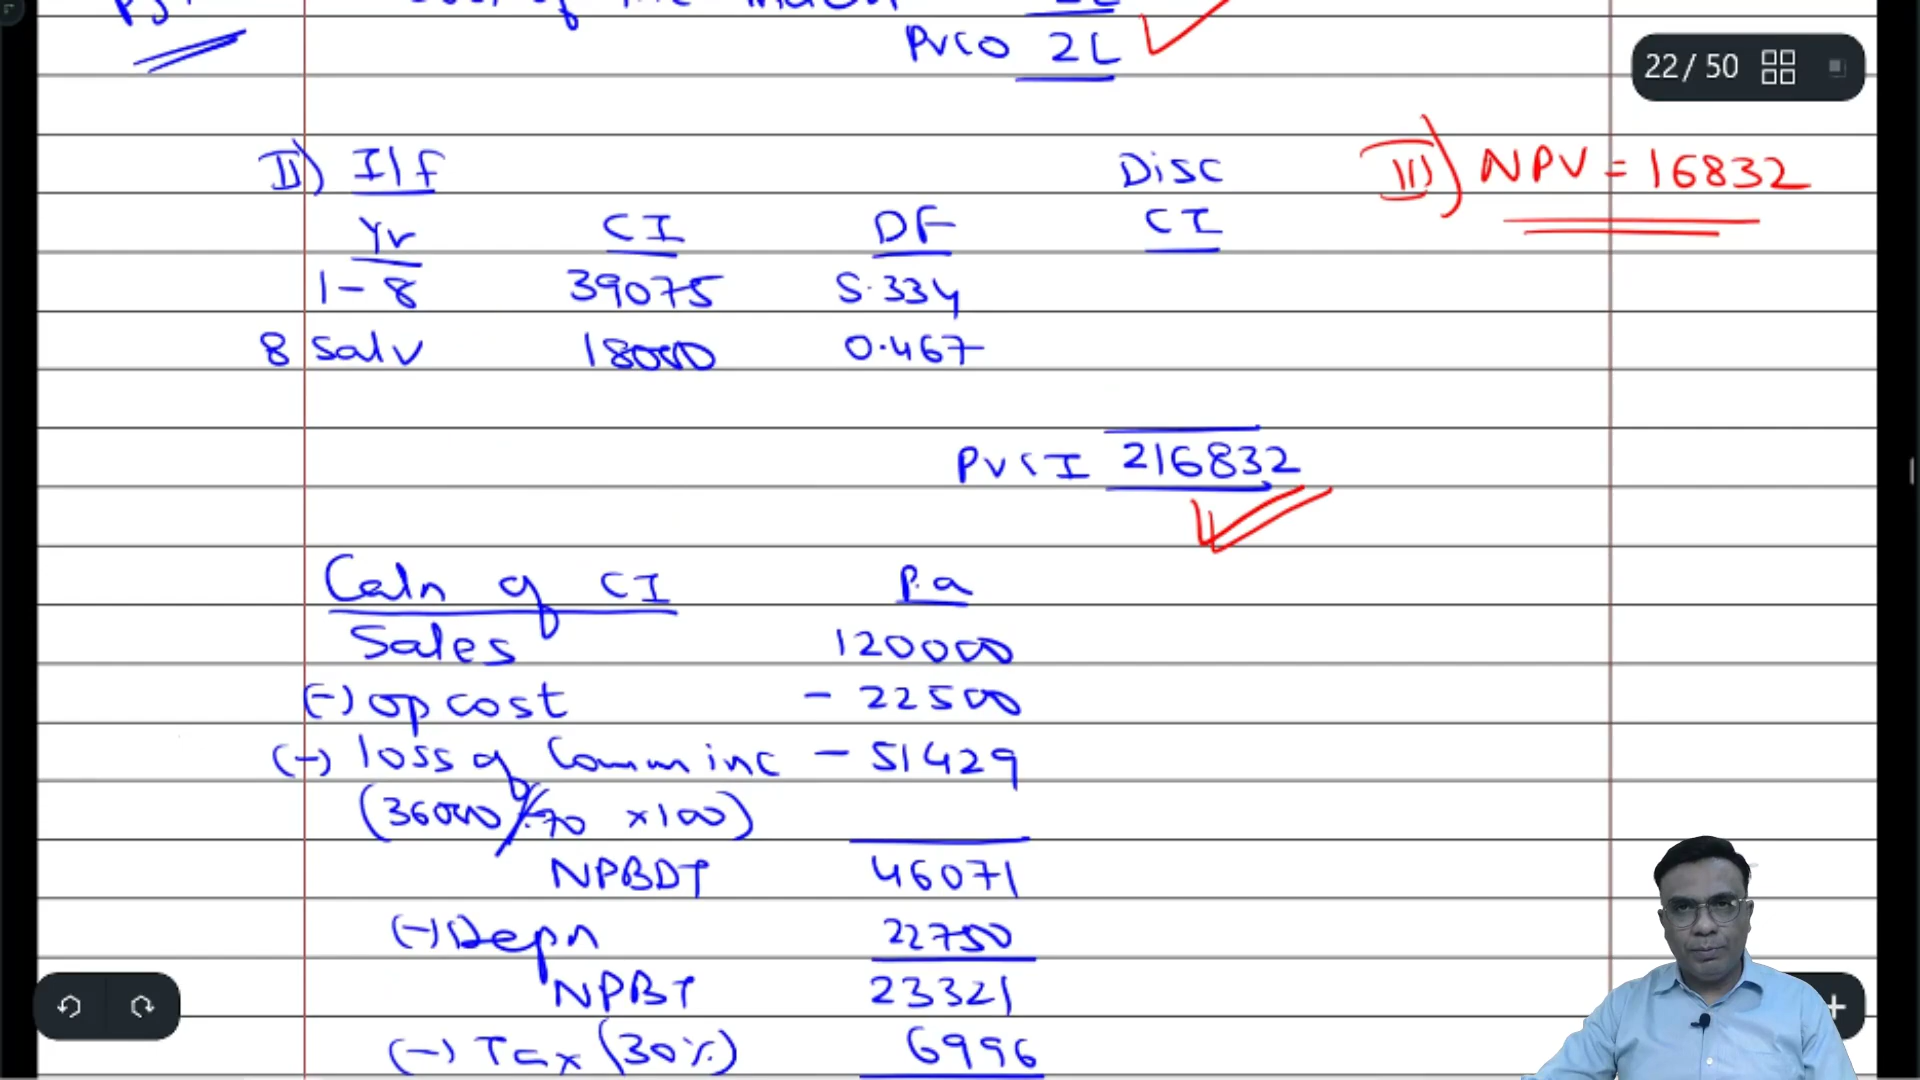 PVCO 2L
22/ 50
II) I/f Disc III) NPV = 16832
Yr CI DF CI
1-8 39075 5.334
8 Salv 18000 0.467
PVCI 216832
Caln of CI P.a
Sales 120000
(-) op cost - 22500
(-) loss of Comm inc - 51429
(36000/70 x100)
NPBDT 46071
(-) Depn 22750
NPBT 23321
(-) Tax (30%) 6996